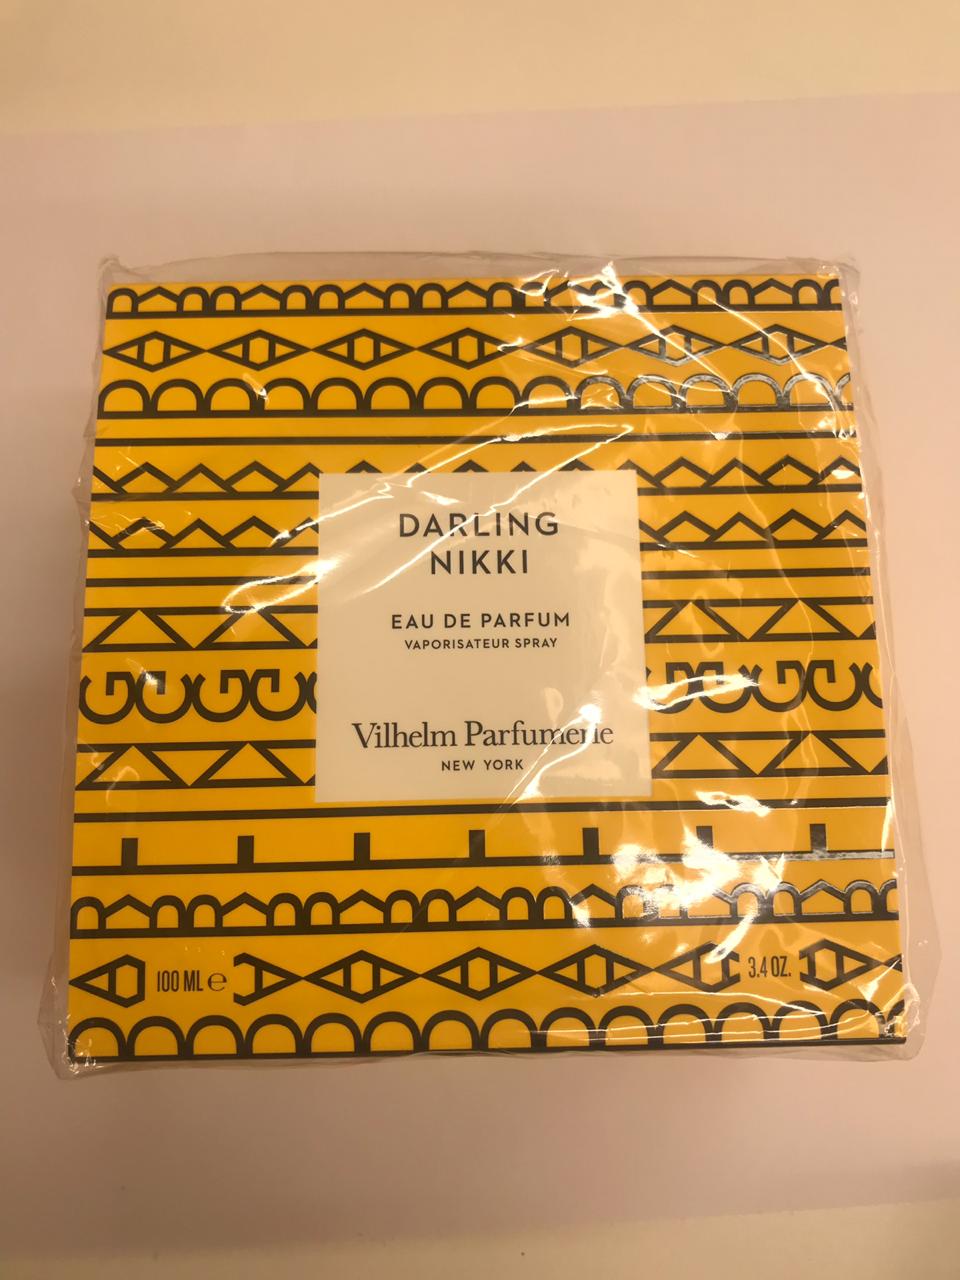 DARLING
NIKKI
EAU DE PARFUM
VAPORISATEUR SPRAY
Vilhelm Parfumerie
NEW YORK
100 ML ℮
3.4 OZ.